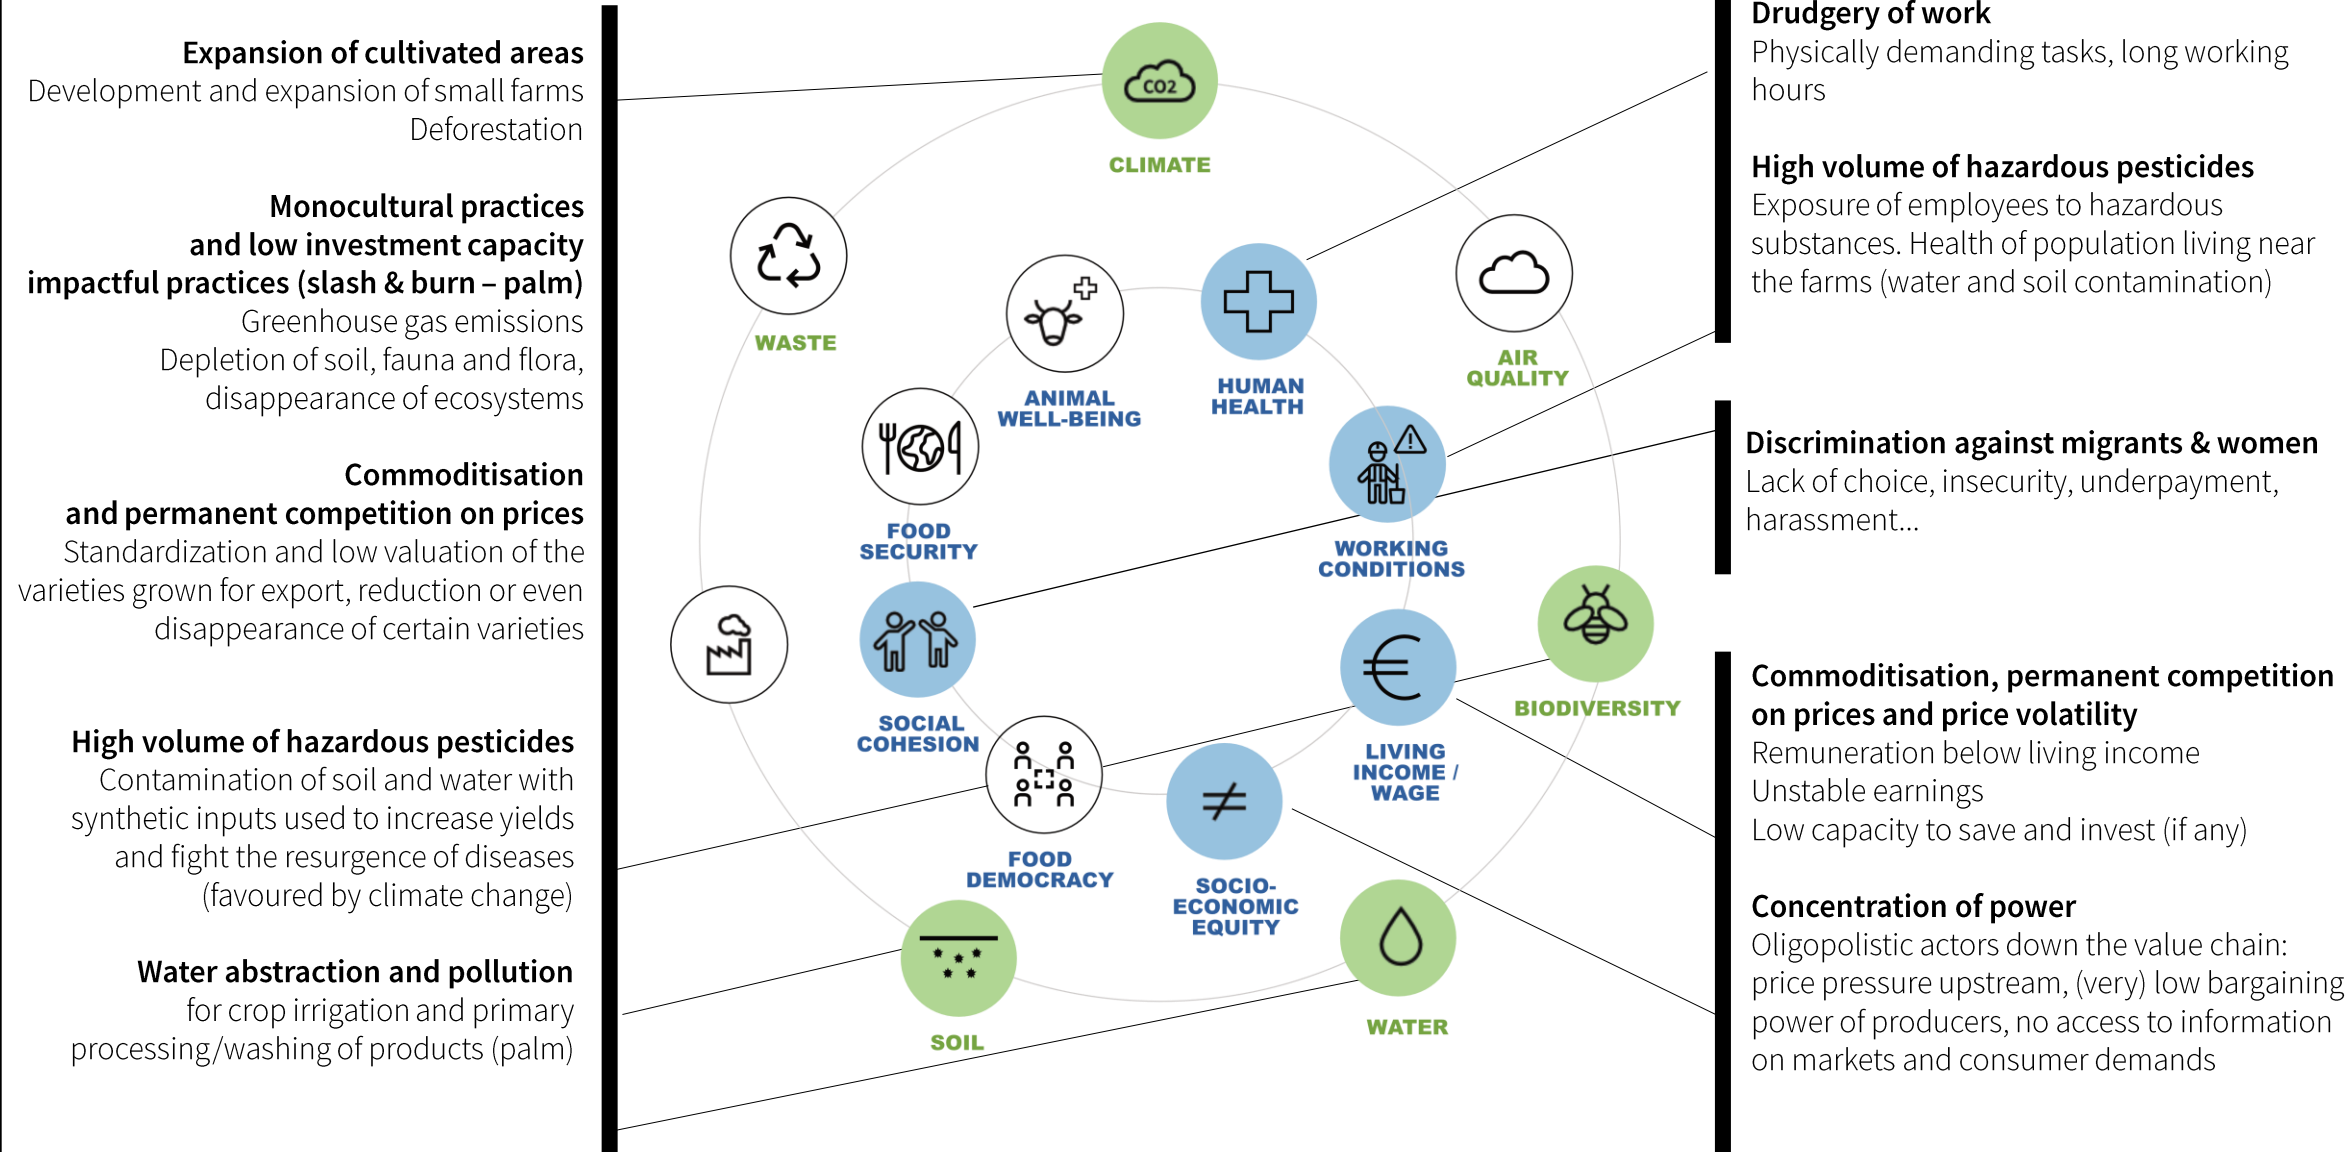 Expansion of cultivated areas
Development and expansion of small farms
Deforestation
Monocultural practices
and low investment capacity
impactful practices (slash & burn – palm)
Greenhouse gas emissions
Depletion of soil, fauna and flora,
disappearance of ecosystems
Commoditisation
and permanent competition on prices
Standardization and low valuation of the
varieties grown for export, reduction or even
disappearance of certain varieties
High volume of hazardous pesticides
Contamination of soil and water with
synthetic inputs used to increase yields
and fight the resurgence of diseases
(favoured by climate change)
Water abstraction and pollution
for crop irrigation and primary
processing/washing of products (palm)
CO2
CLIMATE
WASTE
ANIMAL
WELL-BEING
HUMAN
HEALTH
AIR
QUALITY
FOOD
SECURITY
WORKING
CONDITIONS
SOCIAL
COHESION
€
LIVING
INCOME /
WAGE
BIODIVERSITY
FOOD
DEMOCRACY
≠
SOCIO-
ECONOMIC
EQUITY
SOIL
WATER
Drudgery of work
Physically demanding tasks, long working
hours
High volume of hazardous pesticides
Exposure of employees to hazardous
substances. Health of population living near
the farms (water and soil contamination)
Discrimination against migrants & women
Lack of choice, insecurity, underpayment,
harassment...
Commoditisation, permanent competition
on prices and price volatility
Remuneration below living income
Unstable earnings
Low capacity to save and invest (if any)
Concentration of power
Oligopolistic actors down the value chain:
price pressure upstream, (very) low bargaining
power of producers, no access to information
on markets and consumer demands